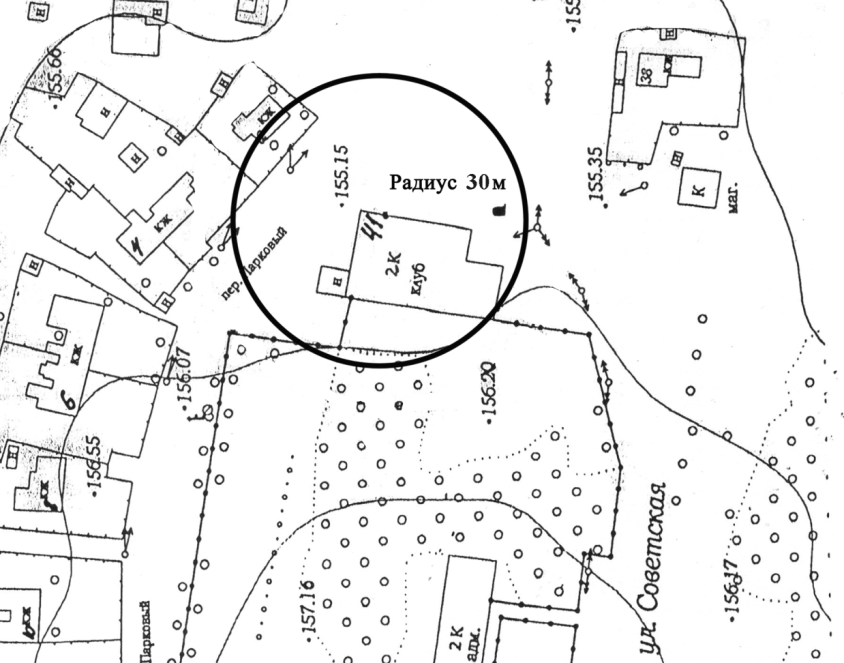 н
н
155.66
н
н
кж
н
н
н
кж
4
155.15
Радиус 30м
41
2К
клуб
н
пер. Парковый
155
н
н
38
кж
155.35
н
К
маг.
н
н
кж
6
156.07
156.20
156.55
н
кж
кж
Парковый
157.16
2К
адм.
ул. Советская
156.17